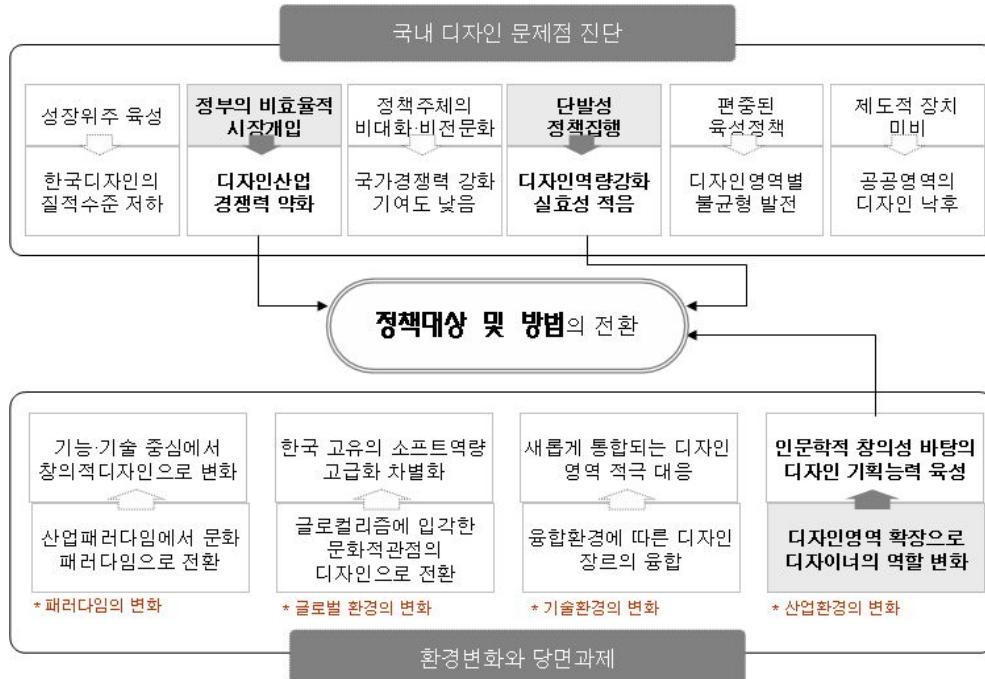 국내 디자인 문제점 진단
성장위주 육성
한국디자인의
질적수준 저하
정부의 비효율적
시장개입
디자인산업
경쟁력 약화
정책주체의
비대화·비전문화
국가경쟁력 강화
기여도 낮음
단발성
정책집행
디자인역량강화
실효성 적음
편중된
육성정책
디자인영역별
불균형 발전
제도적 장치
미비
공공영역의
디자인 낙후
정책대상 및 방법의 전환
기능·기술 중심에서
창의적디자인으로 변화
산업패러다임에서 문화
패러다임으로 전환
* 패러다임의 변화
한국 고유의 소프트역량
고급화 차별화
글로컬리즘에 입각한
문화적관점의
디자인으로 전환
* 글로벌 환경의 변화
새롭게 통합되는 디자인
영역 적극 대응
융합환경에 따른 디자인
장르의 융합
* 기술환경의 변화
인문학적 창의성 바탕의
디자인 기획능력 육성
디자인영역 확장으로
디자이너의 역할 변화
* 산업환경의 변화
환경변화와 당면과제